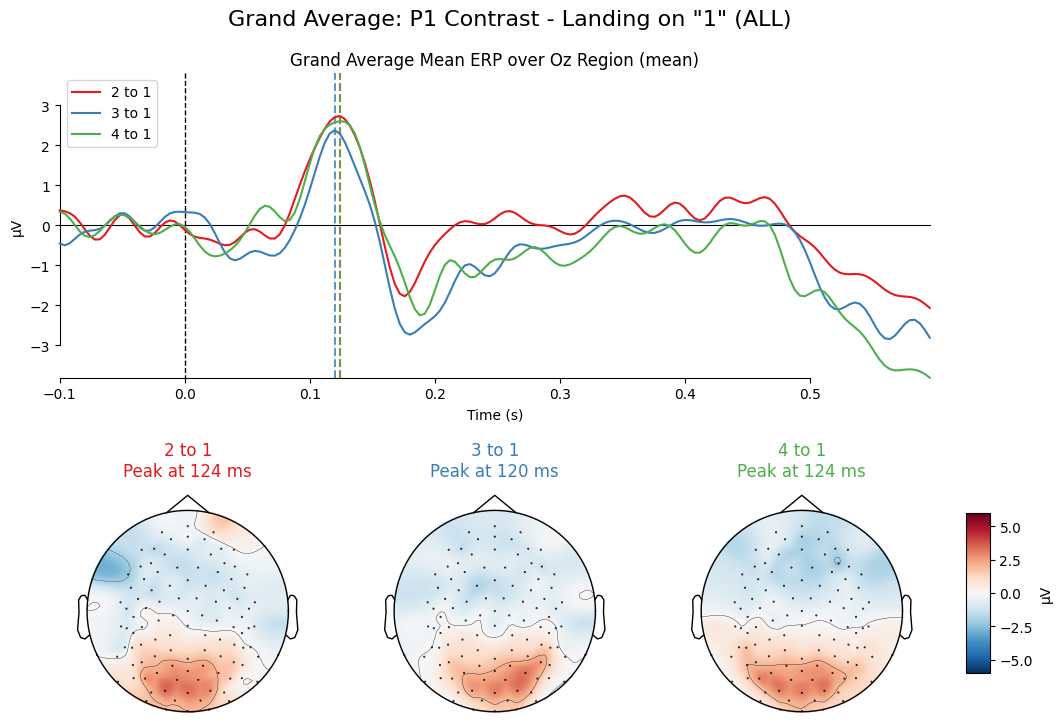 Grand Average: P1 Contrast - Landing on "1" (ALL)
Grand Average Mean ERP over Oz Region (mean)
2 to 1
3 to 1
4 to 1
3
2
1
0
−1
−2
−3
µV
−0.1
0.0
0.1
0.2
0.3
0.4
0.5
Time (s)
2 to 1
Peak at 124 ms
3 to 1
Peak at 120 ms
4 to 1
Peak at 124 ms
5.0
2.5
0.0
−2.5
−5.0
µV